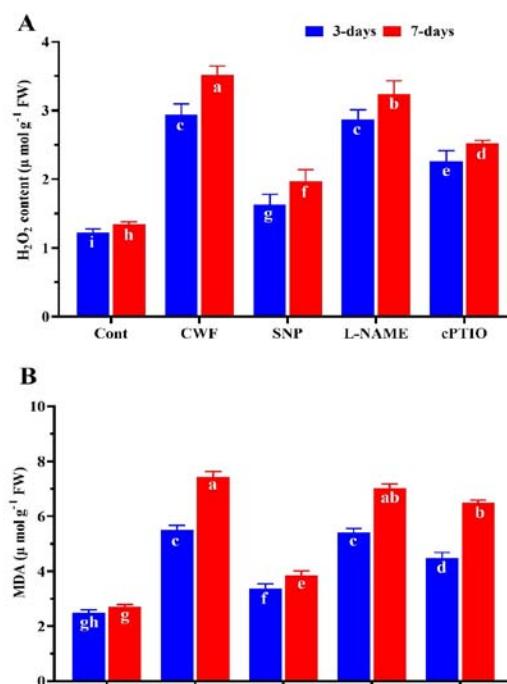 A
3-days 7-days
H₂O₂ content (µ mol g⁻¹ FW)
4
3
2
1
0
i
h
c
a
g
f
c
b
e
d
Cont CWF SNP L-NAME cPTIO
B
MDA (µ mol g⁻¹ FW)
10
8
6
4
2
0
gh
g
c
a
f
e
c
ab
d
b